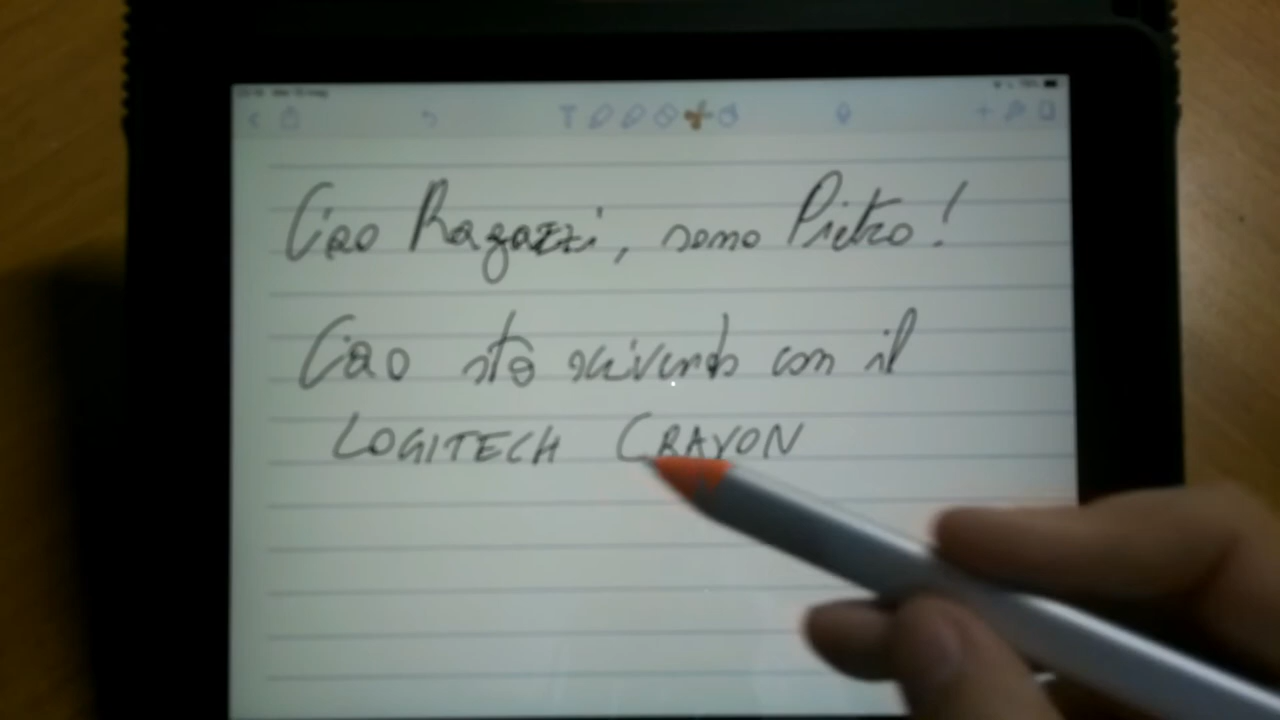 Ciao Ragazzi, sono Pietro!
Ciao sto scrivendo con il
LOGITECH CRAYON